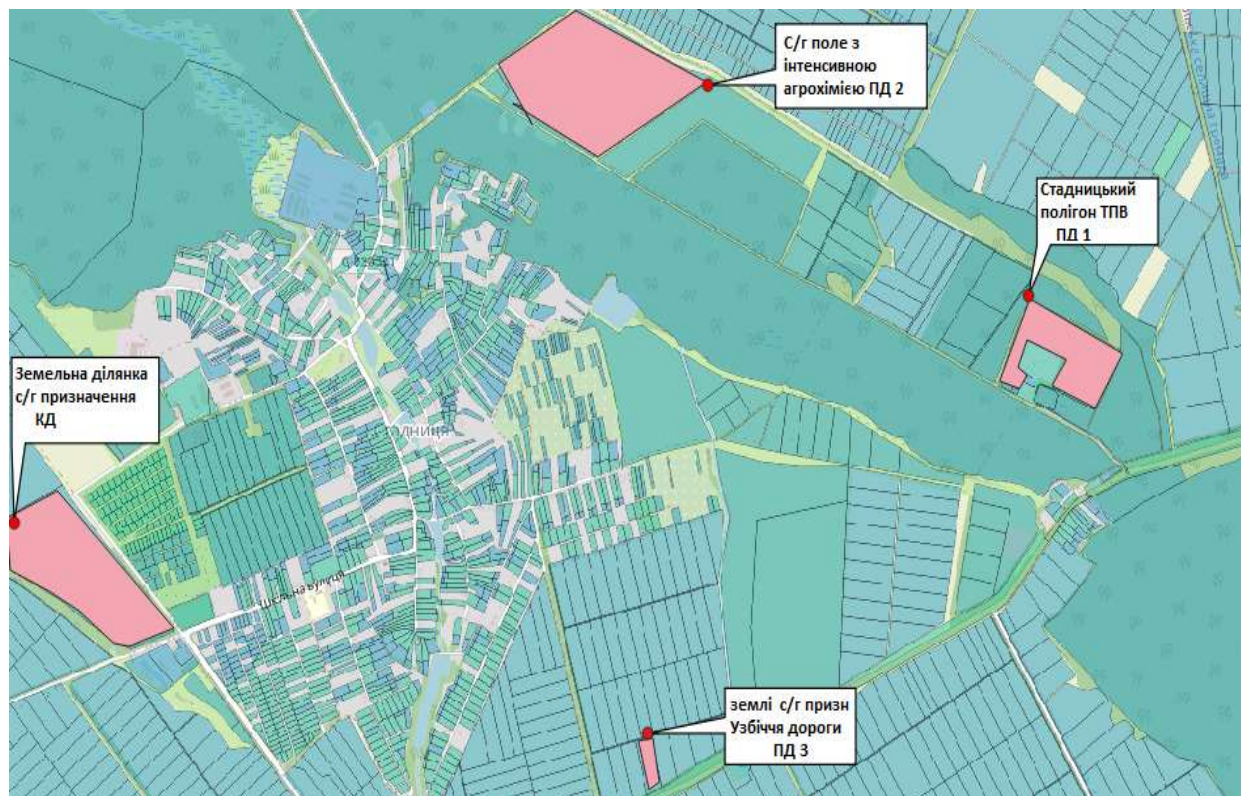 С/г поле з
інтенсивною
агрохімією ПД 2
Стадницький
полігон ТПВ
ПД 1
Земельна ділянка
с/г призначення
КД
тадниця
вулиця
землі с/г призн
Узбіччя дороги
ПД 3